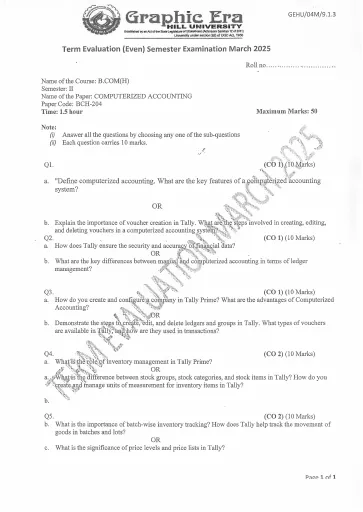 GEHU/04M/9.1.3
Graphic Era
HILL UNIVERSITY
Term Evaluation (Even) Semester Examination March 2025
Roll no..............................
Name of the Course: B.COM(H)
Semester: II
Name of the Paper: COMPUTERIZED ACCOUNTING
Paper Code: BCH-204
Time: 1.5 hour Maximum Marks: 50
Note:
(i) Answer all the questions by choosing any one of the sub-questions
(ii) Each question carries 10 marks.
Q1. (CO 1) (10 Marks)
a. "Define computerized accounting. What are the key features of a computerized accounting
system?
OR
b. Explain the importance of voucher creation in Tally. What are the steps involved in creating, editing,
and deleting vouchers in a computerized accounting system?
Q2. (CO 1) (10 Marks)
a. How does Tally ensure the security and accuracy of financial data?
OR
b. What are the key differences between manual and computerized accounting in terms of ledger
management?
Q3. (CO 1) (10 Marks)
a. How do you create and configure a company in Tally Prime? What are the advantages of Computerized
Accounting?
OR
b. Demonstrate the steps to create, edit, and delete ledgers and groups in Tally. What types of vouchers
are available in Tally, and how are they used in transactions?
Q4. (CO 2) (10 Marks)
a. What is the role of inventory management in Tally Prime?
OR
a. What is the difference between stock groups, stock categories, and stock items in Tally? How do you
create and manage units of measurement for inventory items in Tally?
b.
Q5. (CO 2) (10 Marks)
b. What is the importance of batch-wise inventory tracking? How does Tally help track the movement of
goods in batches and lots?
OR
c. What is the significance of price levels and price lists in Tally?
TERM EVALUATION MARCH 2025
Page 1 of 1